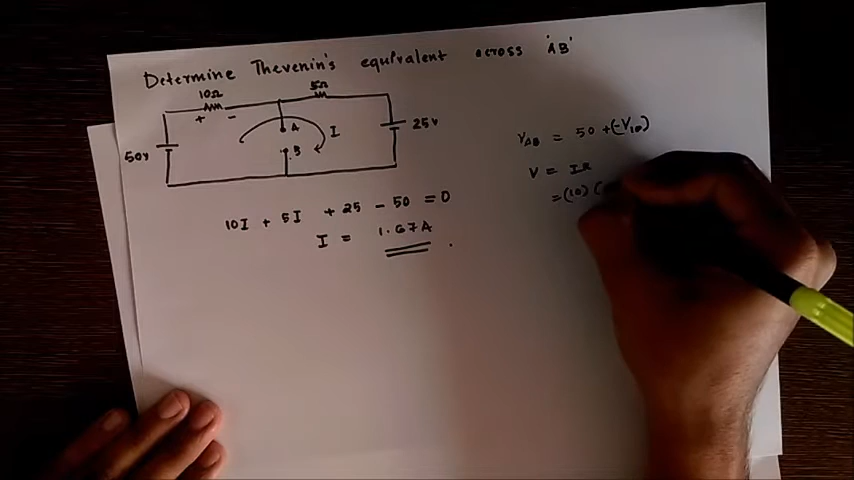 Determine Thevenin's equivalent across 'AB'
10Ω
5Ω
+ -
A
I
25V
B
50V
10I + 5I + 25 - 50 = 0
I = 1.67A
VAB = 50 + (-V10)
V = IR
= (10) (